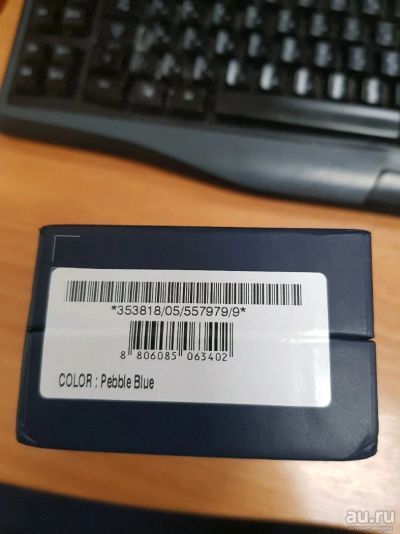 *353818/05/557979/9*
8 806085 063402
COLOR : Pebble Blue
au.ru